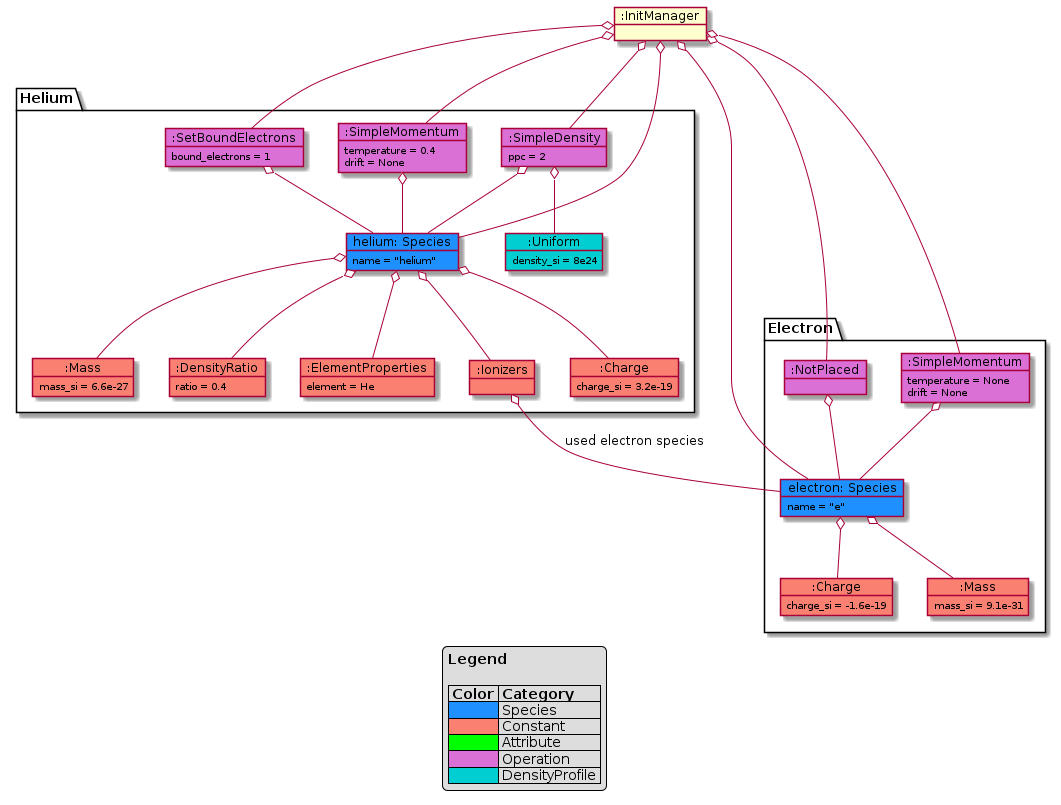 :InitManager
Helium
:SetBoundElectrons
bound_electrons = 1
:SimpleMomentum
temperature = 0.4
drift = None
:SimpleDensity
ppc = 2
helium: Species
name = "helium"
:Uniform
density_si = 8e24
:Mass
mass_si = 6.6e-27
:DensityRatio
ratio = 0.4
:ElementProperties
element = He
:Ionizers
:Charge
charge_si = 3.2e-19
used electron species
Electron
:NotPlaced
:SimpleMomentum
temperature = None
drift = None
electron: Species
name = "e"
:Charge
charge_si = -1.6e-19
:Mass
mass_si = 9.1e-31
Legend
Color Category
Species
Constant
Attribute
Operation
DensityProfile